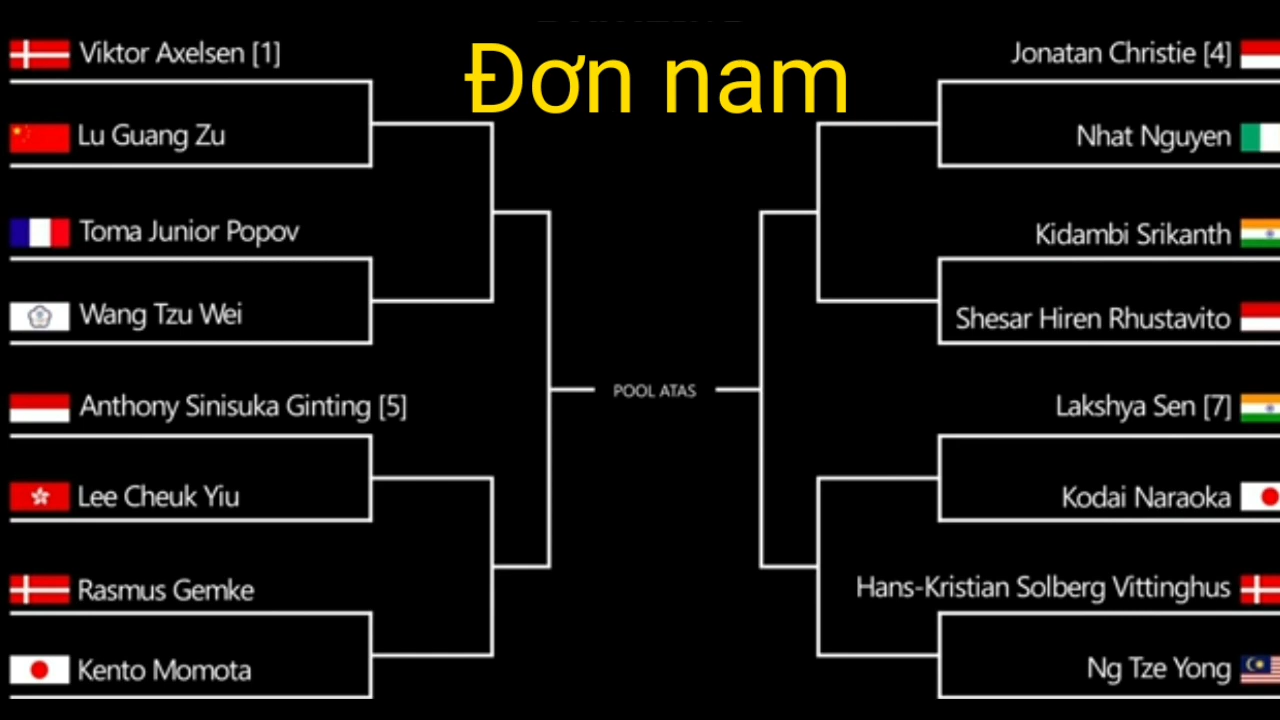 Đơn nam
Viktor Axelsen [1]
Lu Guang Zu
Toma Junior Popov
Wang Tzu Wei
Anthony Sinisuka Ginting [5]
Lee Cheuk Yiu
Rasmus Gemke
Kento Momota
POOL ATAS
Jonatan Christie [4]
Nhat Nguyen
Kidambi Srikanth
Shesar Hiren Rhustavito
Lakshya Sen [7]
Kodai Naraoka
Hans-Kristian Solberg Vittinghus
Ng Tze Yong